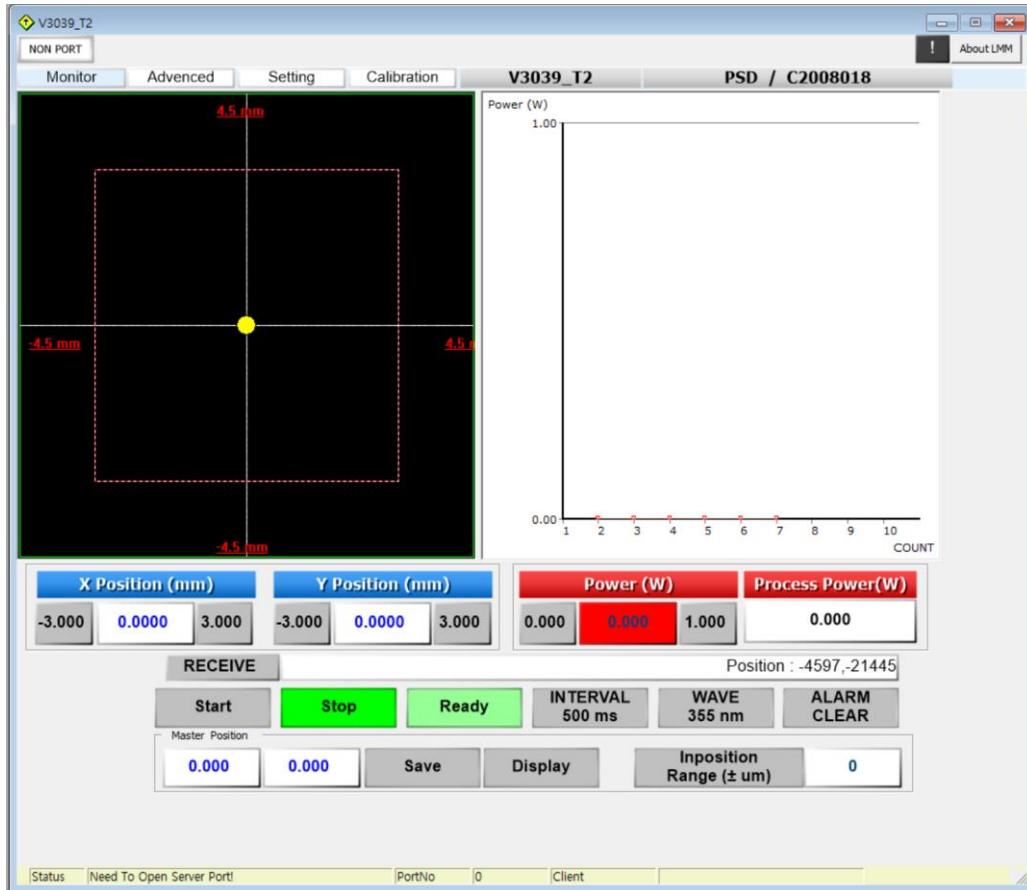 V3039_T2
NON PORT
!
About LMM
Monitor
Advenced
Setting
Calibration
V3039_T2
PSD / C2008018
4.5 mm
-4.5 mm
4.5 m
-4.5 mm
Power (W)
1.00
0.00
1 2 3 4 5 6 7 8 9 10
COUNT
X Position (mm)
Y Position (mm)
Power (W)
Process Power(W)
-3.000
0.0000
3.000
-3.000
0.0000
3.000
0.000
0.000
1.000
0.000
RECEIVE
Position : -4597,-21445
Start
Stop
Ready
INTERVAL
500 ms
WAVE
355 nm
ALARM
CLEAR
Master Position
0.000
0.000
Save
Display
Inposition
Range (± um)
0
Status
Need To Open Server Port!
PortNo
0
Client